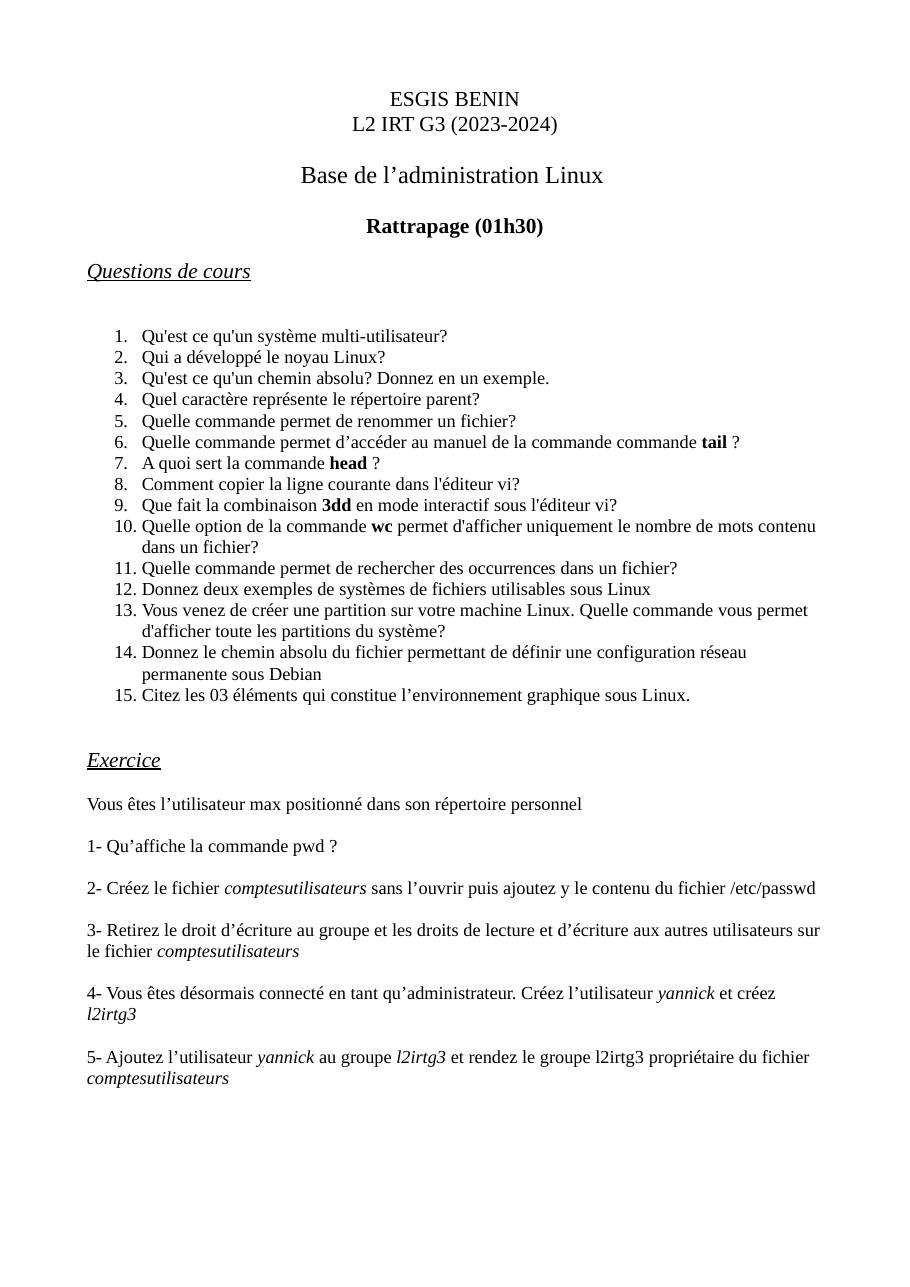 ESGIS BENIN
L2 IRT G3 (2023-2024)
Base de l’administration Linux
Rattrapage (01h30)
Questions de cours
1. Qu'est ce qu'un système multi-utilisateur?
2. Qui a développé le noyau Linux?
3. Qu'est ce qu'un chemin absolu? Donnez en un exemple.
4. Quel caractère représente le répertoire parent?
5. Quelle commande permet de renommer un fichier?
6. Quelle commande permet d’accéder au manuel de la commande commande tail ?
7. A quoi sert la commande head ?
8. Comment copier la ligne courante dans l'éditeur vi?
9. Que fait la combinaison 3dd en mode interactif sous l'éditeur vi?
10. Quelle option de la commande wc permet d'afficher uniquement le nombre de mots contenu
dans un fichier?
11. Quelle commande permet de rechercher des occurrences dans un fichier?
12. Donnez deux exemples de systèmes de fichiers utilisables sous Linux
13. Vous venez de créer une partition sur votre machine Linux. Quelle commande vous permet
d'afficher toute les partitions du système?
14. Donnez le chemin absolu du fichier permettant de définir une configuration réseau
permanente sous Debian
15. Citez les 03 éléments qui constitue l’environnement graphique sous Linux.
Exercice
Vous êtes l’utilisateur max positionné dans son répertoire personnel
1- Qu’affiche la commande pwd ?
2- Créez le fichier comptesutilisateurs sans l’ouvrir puis ajoutez y le contenu du fichier /etc/passwd
3- Retirez le droit d’écriture au groupe et les droits de lecture et d’écriture aux autres utilisateurs sur
le fichier comptesutilisateurs
4- Vous êtes désormais connecté en tant qu’administrateur. Créez l’utilisateur yannick et créez
l2irtg3
5- Ajoutez l’utilisateur yannick au groupe l2irtg3 et rendez le groupe l2irtg3 propriétaire du fichier
comptesutilisateurs